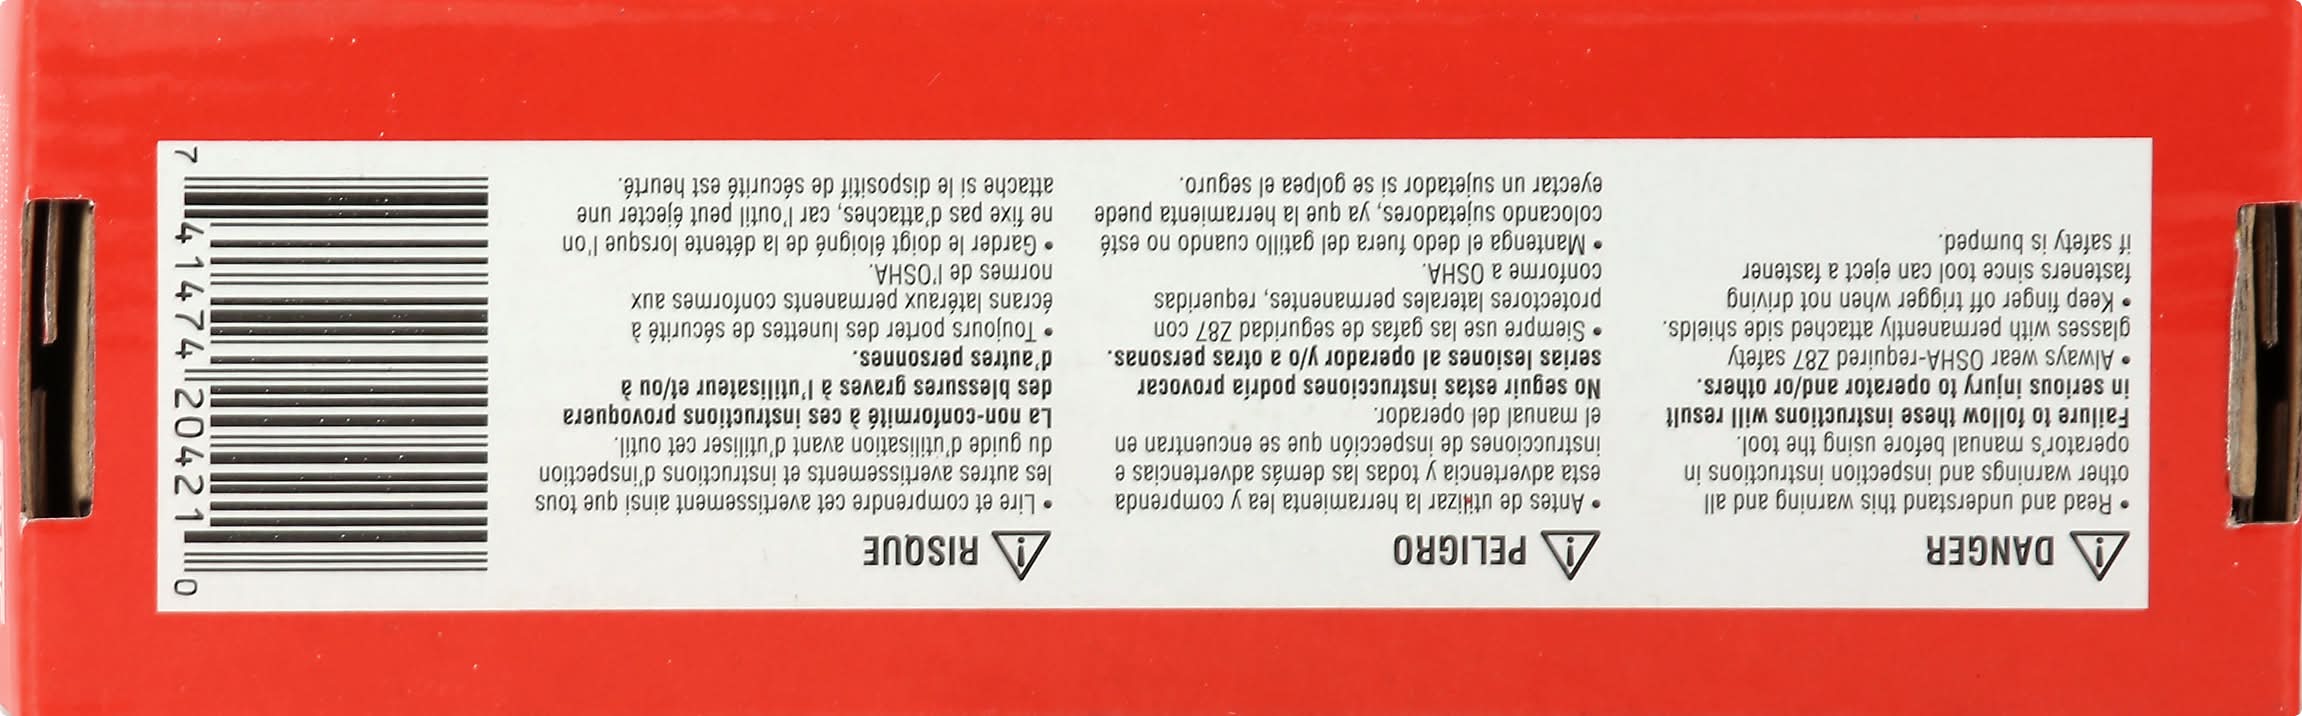 DANGER
• Read and understand this warning and all
other warnings and inspection instructions in
operator's manual before using the tool.
Failure to follow these instructions will result
in serious injury to operator and/or others.
• Always wear OSHA-required Z87 safety
glasses with permanently attached side shields.
• Keep finger off trigger when not driving
fasteners since tool can eject a fastener
if safety is bumped.
PELIGRO
• Antes de utilizar la herramienta lea y comprenda
esta advertencia y todas las demás advertencias e
instrucciones de inspección que se encuentran en
el manual del operador.
No seguir estas instrucciones podría provocar
serias lesiones al operador y/o a otras personas.
• Siempre use las gafas de seguridad Z87 con
protectores laterales permanentes, requeridas
conforme a OSHA.
• Mantenga el dedo fuera del gatillo cuando no esté
colocando sujetadores, ya que la herramienta puede
eyectar un sujetador si se golpea el seguro.
RISQUE
• Lire et comprendre cet avertissement ainsi que tous
les autres avertissements et instructions d'inspection
du guide d'utilisation avant d'utiliser cet outil.
La non-conformité à ces instructions provoquera
des blessures graves à l'utilisateur et/ou à
d'autres personnes.
• Toujours porter des lunettes de sécurité à
écrans latéraux permanents conformes aux
normes de l'OSHA.
• Garder le doigt éloigné de la détente lorsque l'on
ne fixe pas d'attaches, car l'outil peut éjecter une
attache si le dispositif de sécurité est heurté.
7 41474 20421 0